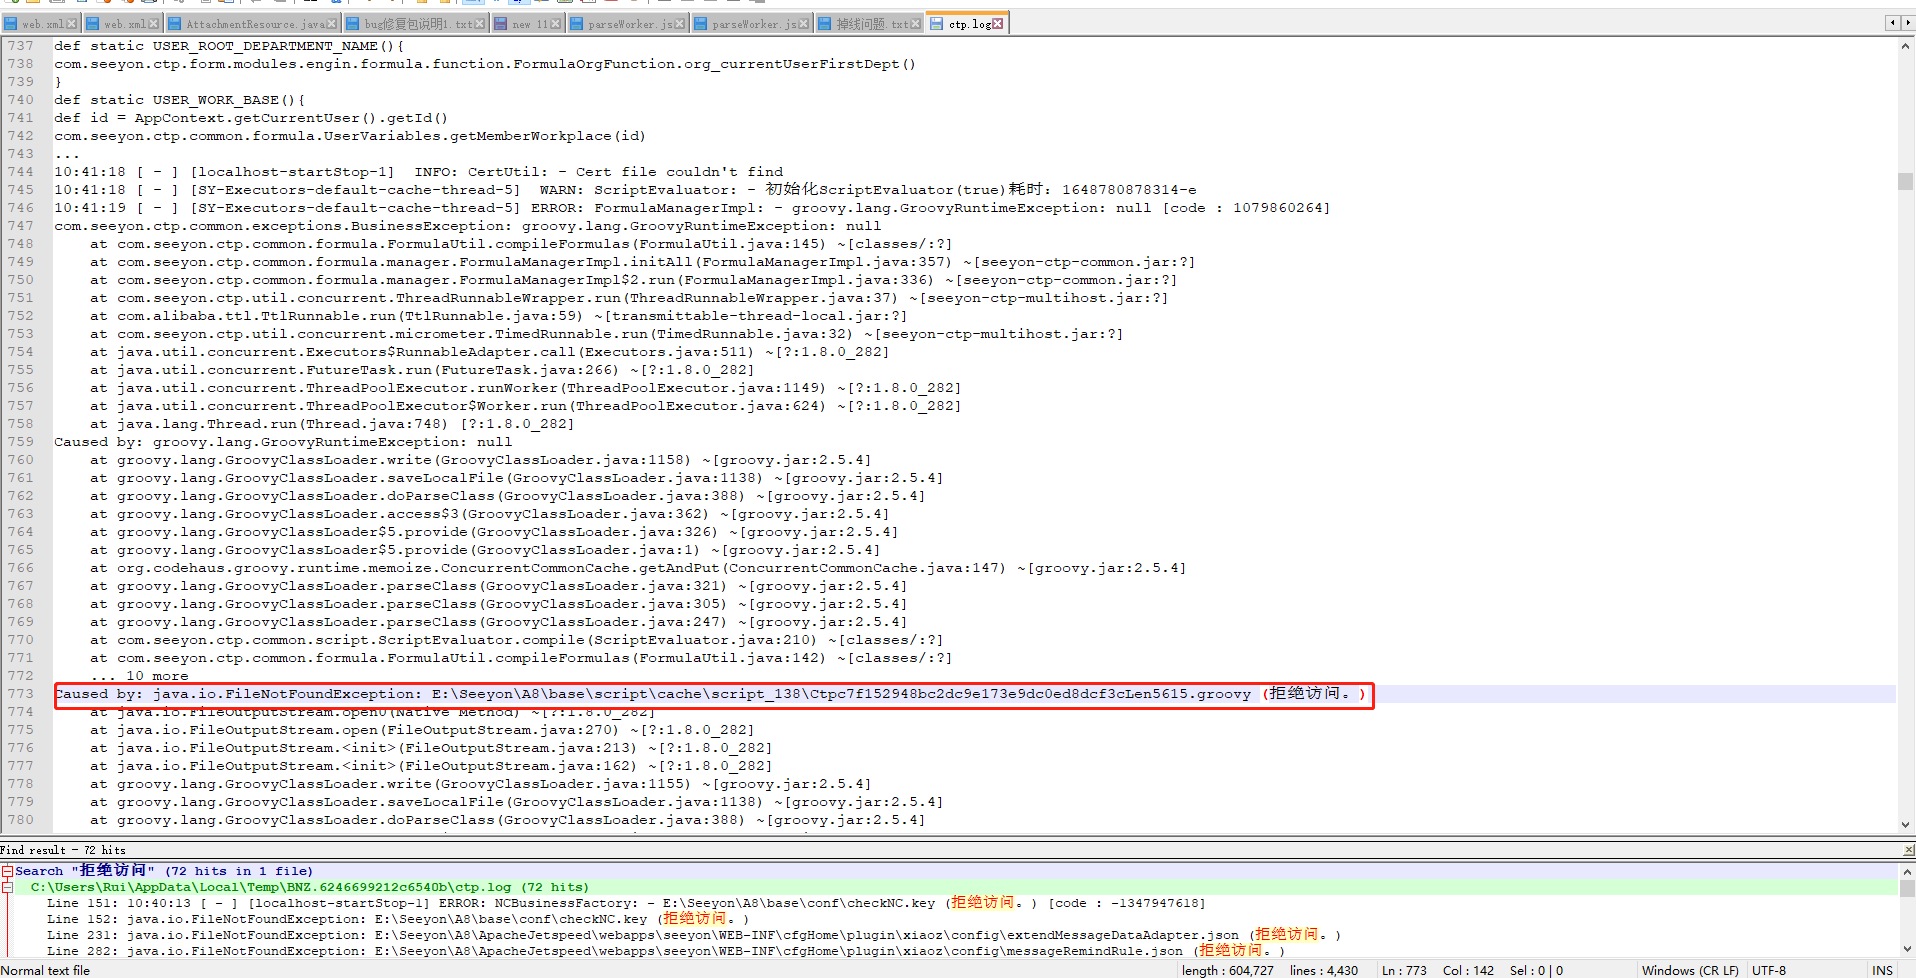 web.xml
web.xml
AttachmentResource.java
bug修复包说明1.txt
new 11
parseWorker.js
parseWorker.js
掉线问题.txt
ctp.log
737 def static USER_ROOT_DEPARTMENT_NAME(){
738 com.seeyon.ctp.form.modules.engin.formula.function.FormulaOrgFunction.org_currentUserFirstDept()
739 }
740 def static USER_WORK_BASE(){
741 def id = AppContext.getCurrentUser().getId()
742 com.seeyon.ctp.common.formula.UserVariables.getMemberWorkplace(id)
743 ...
744 10:41:18 [ - ] [localhost-startStop-1]  INFO: CertUtil: - Cert file couldn't find
745 10:41:18 [ - ] [SY-Executors-default-cache-thread-5]  WARN: ScriptEvaluator: - 初始化ScriptEvaluator(true)耗时：1648780878314-e
746 10:41:19 [ - ] [SY-Executors-default-cache-thread-5] ERROR: FormulaManagerImpl: - groovy.lang.GroovyRuntimeException: null [code : 1079860264]
747 com.seeyon.ctp.common.exceptions.BusinessException: groovy.lang.GroovyRuntimeException: null
748     at com.seeyon.ctp.common.formula.FormulaUtil.compileFormulas(FormulaUtil.java:145) ~[classes/:?]
749     at com.seeyon.ctp.common.formula.manager.FormulaManagerImpl.initAll(FormulaManagerImpl.java:357) ~[seeyon-ctp-common.jar:?]
750     at com.seeyon.ctp.common.formula.manager.FormulaManagerImpl$2.run(FormulaManagerImpl.java:336) ~[seeyon-ctp-common.jar:?]
751     at com.seeyon.ctp.util.concurrent.ThreadRunnableWrapper.run(ThreadRunnableWrapper.java:37) ~[seeyon-ctp-multihost.jar:?]
752     at com.alibaba.ttl.TtlRunnable.run(TtlRunnable.java:59) ~[transmittable-thread-local.jar:?]
753     at com.seeyon.ctp.util.concurrent.micrometer.TimedRunnable.run(TimedRunnable.java:32) ~[seeyon-ctp-multihost.jar:?]
754     at java.util.concurrent.Executors$RunnableAdapter.call(Executors.java:511) ~[?:1.8.0_282]
755     at java.util.concurrent.FutureTask.run(FutureTask.java:266) ~[?:1.8.0_282]
756     at java.util.concurrent.ThreadPoolExecutor.runWorker(ThreadPoolExecutor.java:1149) ~[?:1.8.0_282]
757     at java.util.concurrent.ThreadPoolExecutor$Worker.run(ThreadPoolExecutor.java:624) ~[?:1.8.0_282]
758     at java.lang.Thread.run(Thread.java:748) [?:1.8.0_282]
759 Caused by: groovy.lang.GroovyRuntimeException: null
760     at groovy.lang.GroovyClassLoader.write(GroovyClassLoader.java:1158) ~[groovy.jar:2.5.4]
761     at groovy.lang.GroovyClassLoader.saveLocalFile(GroovyClassLoader.java:1138) ~[groovy.jar:2.5.4]
762     at groovy.lang.GroovyClassLoader.doParseClass(GroovyClassLoader.java:388) ~[groovy.jar:2.5.4]
763     at groovy.lang.GroovyClassLoader.access$3(GroovyClassLoader.java:362) ~[groovy.jar:2.5.4]
764     at groovy.lang.GroovyClassLoader$5.provide(GroovyClassLoader.java:326) ~[groovy.jar:2.5.4]
765     at groovy.lang.GroovyClassLoader$5.provide(GroovyClassLoader.java:1) ~[groovy.jar:2.5.4]
766     at org.codehaus.groovy.runtime.memoize.ConcurrentCommonCache.getAndPut(ConcurrentCommonCache.java:147) ~[groovy.jar:2.5.4]
767     at groovy.lang.GroovyClassLoader.parseClass(GroovyClassLoader.java:321) ~[groovy.jar:2.5.4]
768     at groovy.lang.GroovyClassLoader.parseClass(GroovyClassLoader.java:305) ~[groovy.jar:2.5.4]
769     at groovy.lang.GroovyClassLoader.parseClass(GroovyClassLoader.java:247) ~[groovy.jar:2.5.4]
770     at com.seeyon.ctp.common.script.ScriptEvaluator.compile(ScriptEvaluator.java:210) ~[classes/:?]
771     at com.seeyon.ctp.common.formula.FormulaUtil.compileFormulas(FormulaUtil.java:142) ~[classes/:?]
772     ... 10 more
773 Caused by: java.io.FileNotFoundException: E:\Seeyon\A8\base\script\cache\script_138\Ctpc7f152948bc2dc9e173e9dc0ed8dcf3cLen5615.groovy (拒绝访问。)
774     at java.io.FileOutputStream.open0(Native Method) ~[?:1.8.0_282]
775     at java.io.FileOutputStream.open(FileOutputStream.java:270) ~[?:1.8.0_282]
776     at java.io.FileOutputStream.<init>(FileOutputStream.java:213) ~[?:1.8.0_282]
777     at java.io.FileOutputStream.<init>(FileOutputStream.java:162) ~[?:1.8.0_282]
778     at groovy.lang.GroovyClassLoader.write(GroovyClassLoader.java:1155) ~[groovy.jar:2.5.4]
779     at groovy.lang.GroovyClassLoader.saveLocalFile(GroovyClassLoader.java:1138) ~[groovy.jar:2.5.4]
780     at groovy.lang.GroovyClassLoader.doParseClass(GroovyClassLoader.java:388) ~[groovy.jar:2.5.4]
Find result - 72 hits
Search "拒绝访问" (72 hits in 1 file)
C:\Users\Rui\AppData\Local\Temp\BNZ.6246699212c6540b\ctp.log (72 hits)
Line 151: 10:40:13 [ - ] [localhost-startStop-1] ERROR: NCBusinessFactory: - E:\Seeyon\A8\base\conf\checkNC.key (拒绝访问。) [code : -1347947618]
Line 152: java.io.FileNotFoundException: E:\Seeyon\A8\base\conf\checkNC.key (拒绝访问。)
Line 231: java.io.FileNotFoundException: E:\Seeyon\A8\ApacheJetspeed\webapps\seeyon\WEB-INF\cfgHome\plugin\xiaoz\config\extendMessageDataAdapter.json (拒绝访问。)
Line 282: java.io.FileNotFoundException: E:\Seeyon\A8\ApacheJetspeed\webapps\seeyon\WEB-INF\cfgHome\plugin\xiaoz\config\messageRemindRule.json (拒绝访问。)
Normal text file
length : 604,727    lines : 4,430
Ln : 773    Col : 142    Sel : 0 | 0
Windows (CR LF)
UTF-8
INS